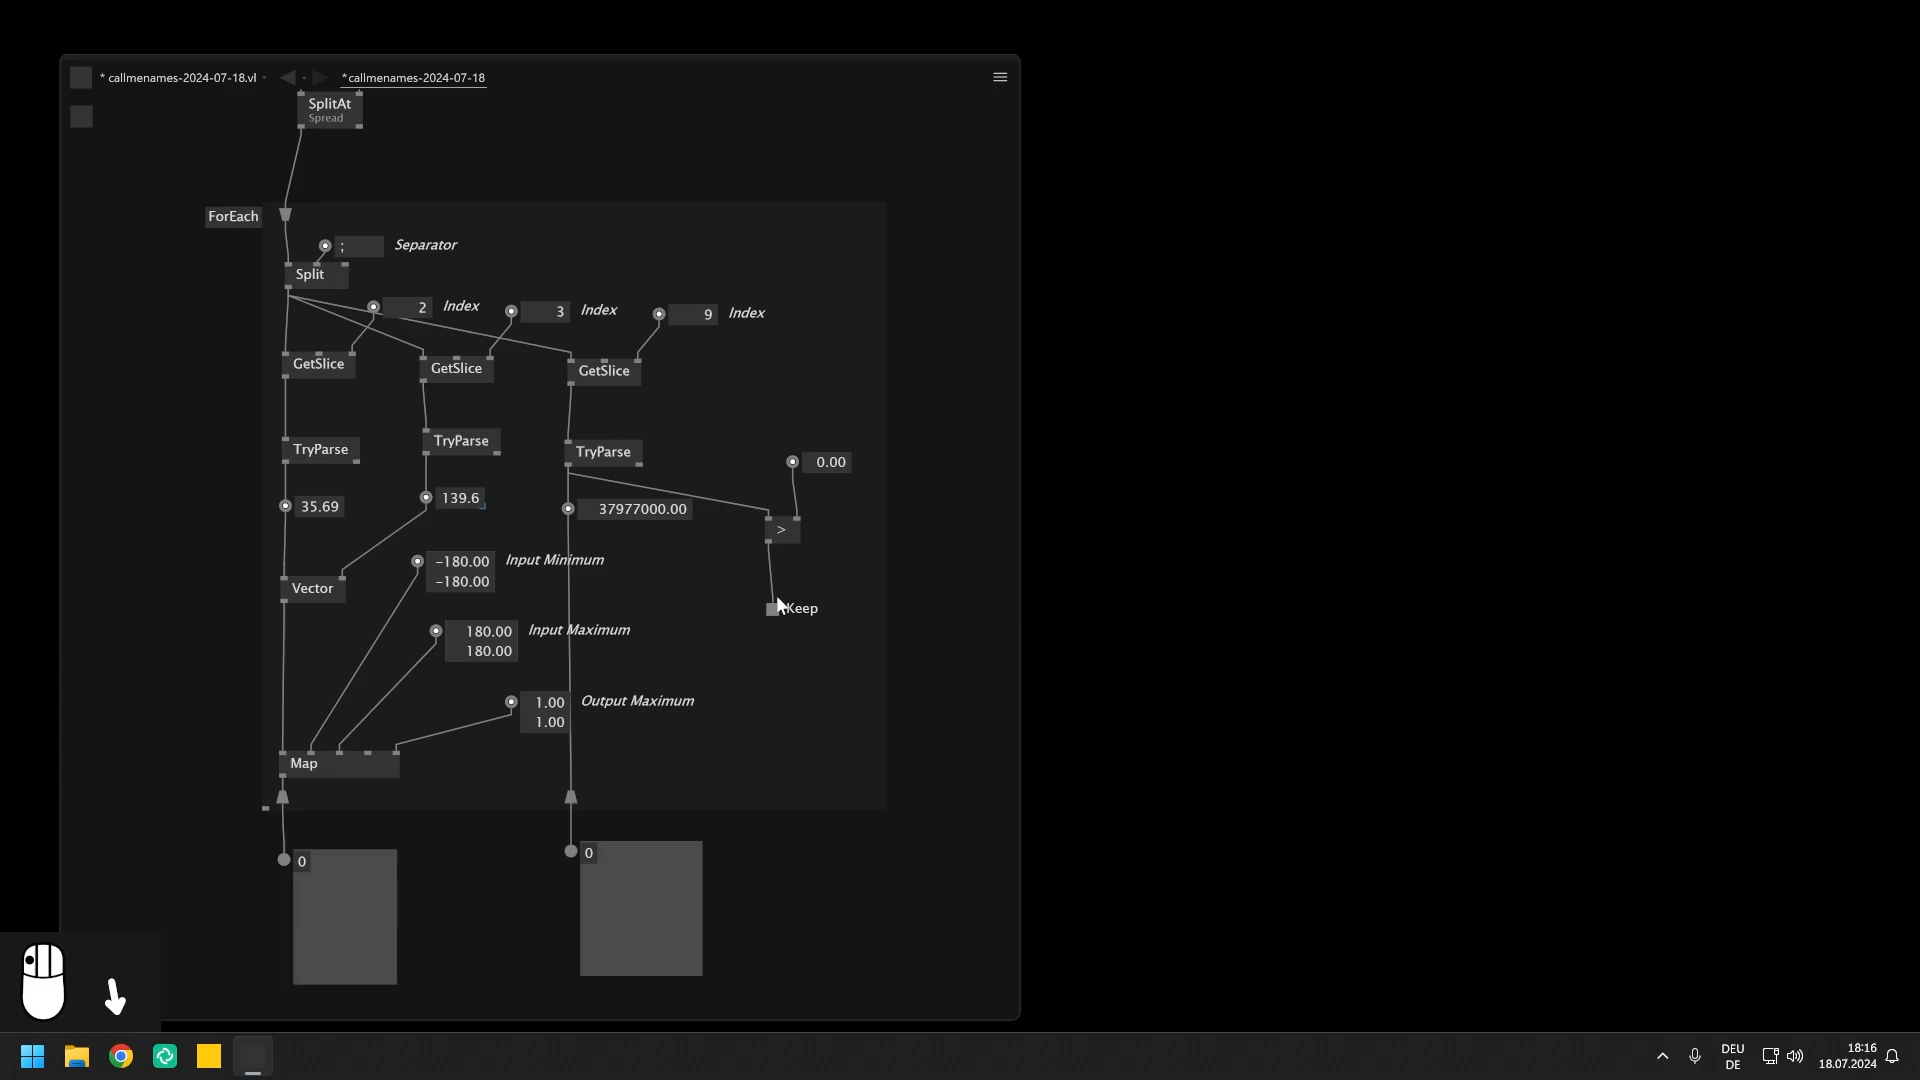 * callmenames-2024-07-18.vl
*callmenames-2024-07-18
SplitAt
Spread
ForEach
; Separator
Split
2 Index
3 Index
9 Index
GetSlice
GetSlice
GetSlice
TryParse
TryParse
TryParse
0.00
35.69
139.6
37977000.00
>
-180.00
-180.00
Input Minimum
Vector
Keep
180.00
180.00
Input Maximum
1.00
1.00
Output Maximum
Map
0
0
DEU
DE
18:16
18.07.2024